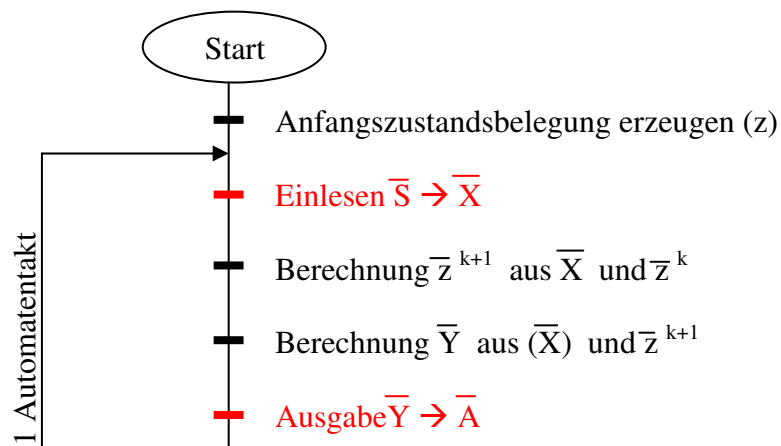 Start
Anfangszustandsbelegung erzeugen (z)
Einlesen S̅ → X̅
Berechnung z̅ ᵏ⁺¹ aus X̅ und z̅ ᵏ
Berechnung Y̅ aus (X̅) und z̅ ᵏ⁺¹
Ausgabe Y̅ → A̅
1 Automatentakt